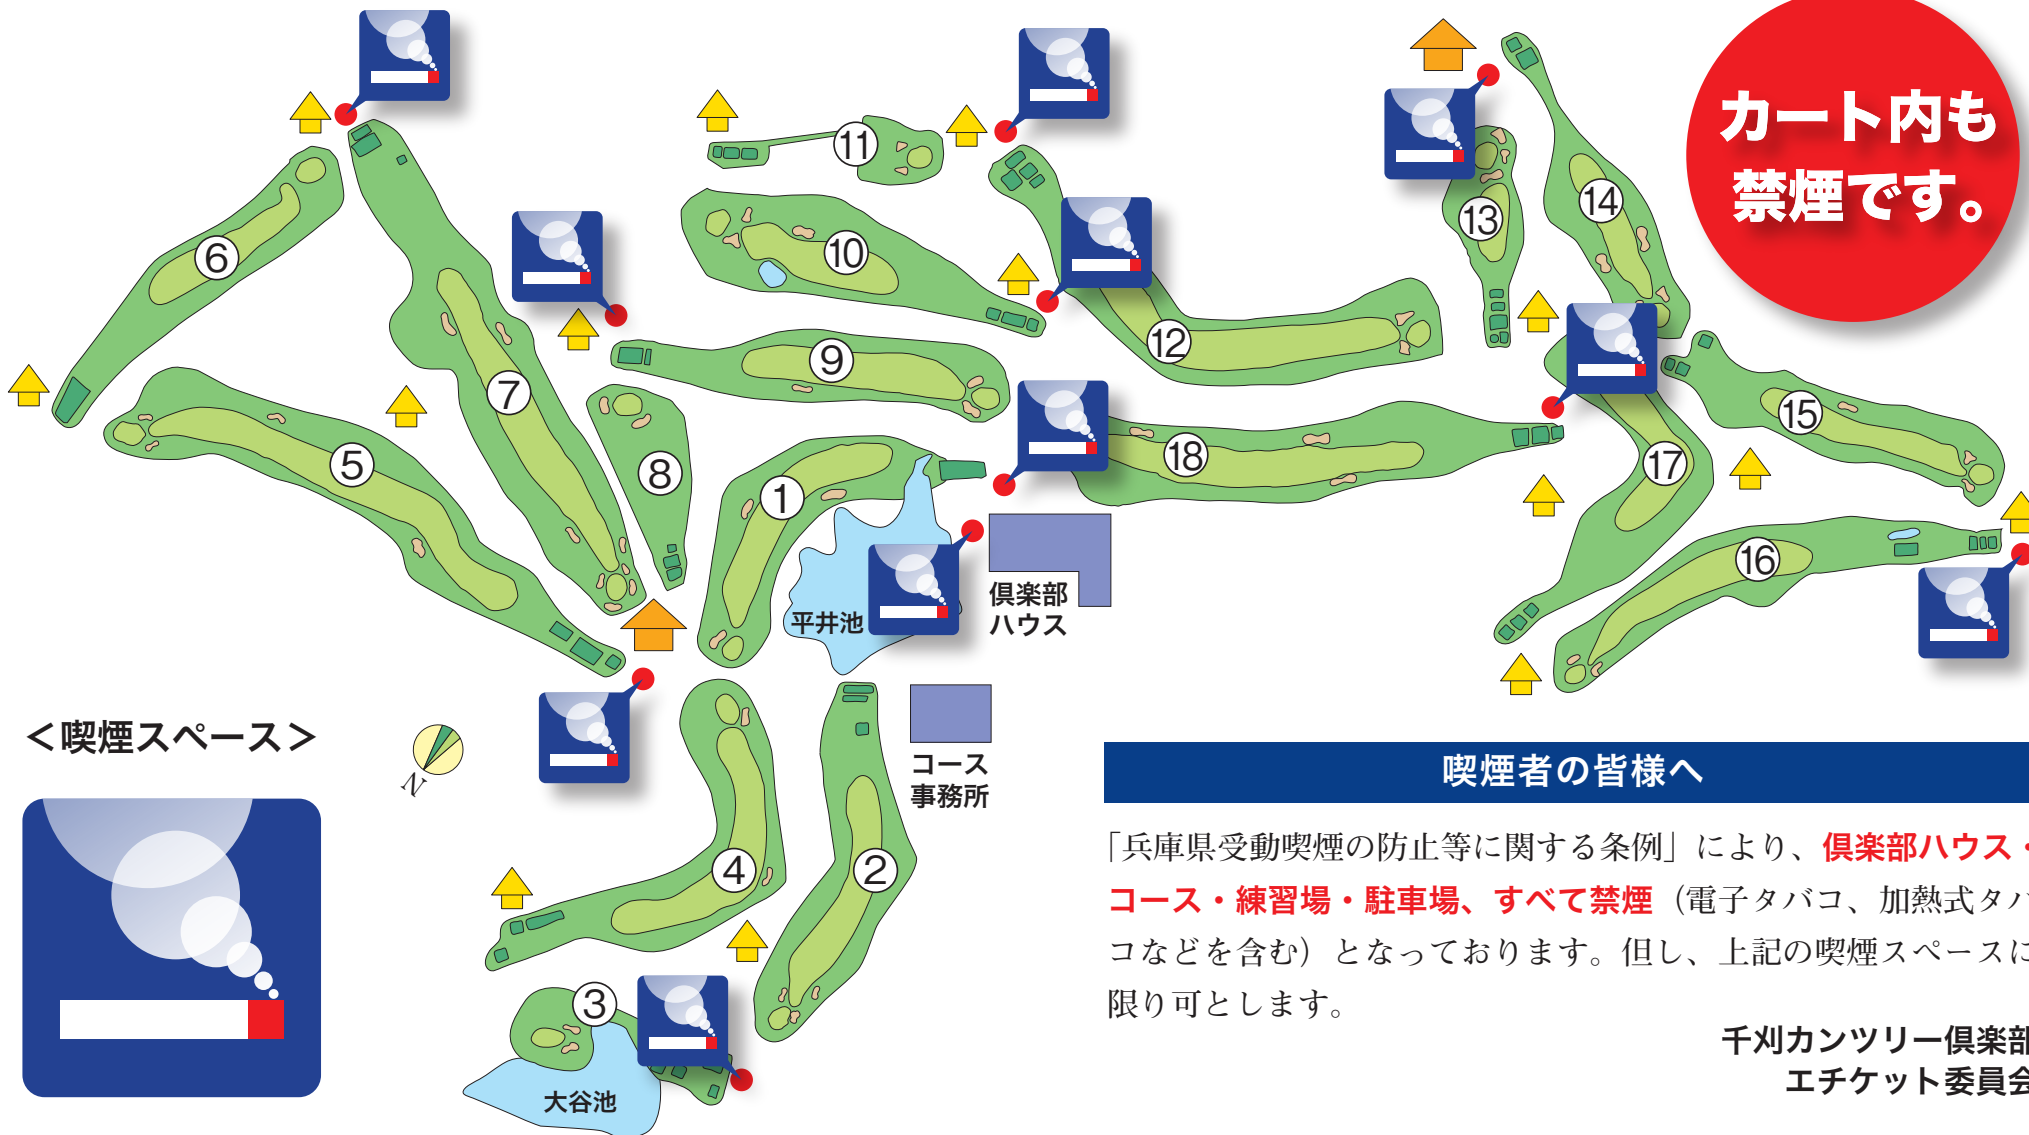 カート内も
禁煙です。
11
6
10
13
14
12
9
7
15
5
8
1
18
17
16
倶楽部
ハウス
平井池
コース
事務所
＜喫煙スペース＞
N
4
2
3
大谷池
喫煙者の皆様へ
「兵庫県受動喫煙の防止等に関する条例」により、倶楽部ハウス・
コース・練習場・駐車場、すべて禁煙（電子タバコ、加熱式タバ
コなどを含む）となっております。但し、上記の喫煙スペースに
限り可とします。
千刈カンツリー倶楽部
エチケット委員会